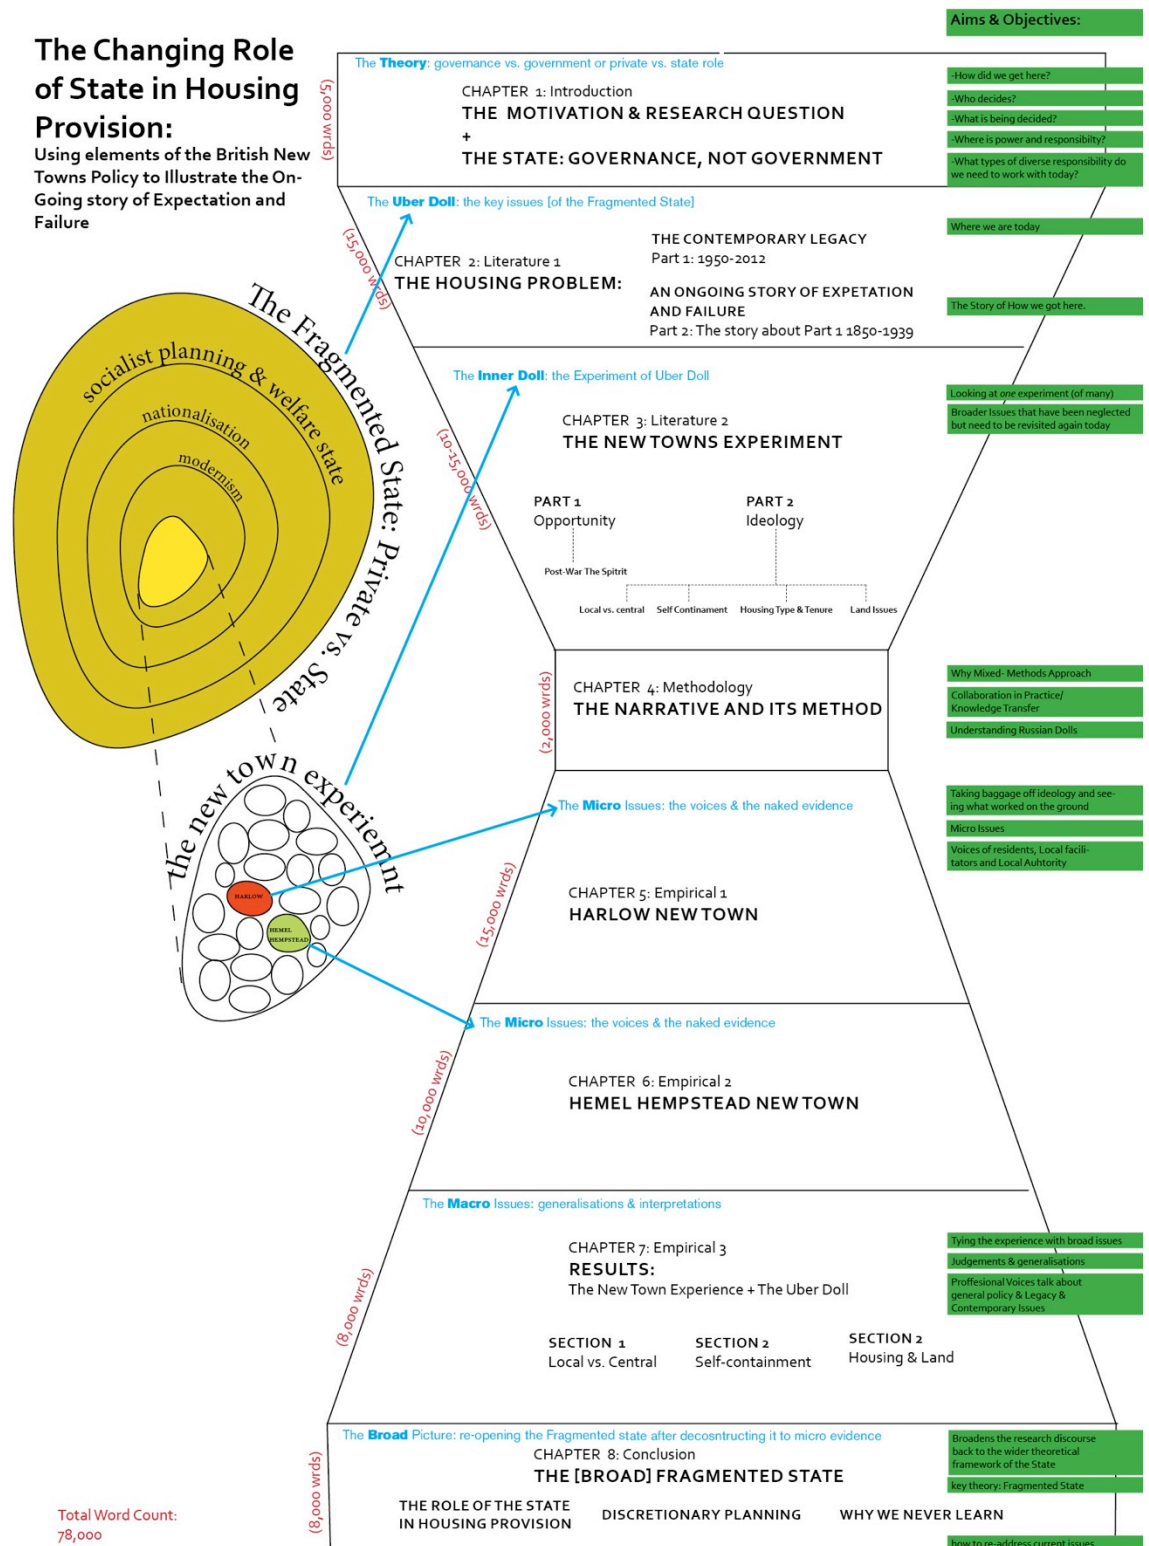 The Changing Role
of State in Housing
Provision:
Using elements of the British New
Towns Policy to Illustrate the On-
Going story of Expectation and
Failure
Aims & Objectives:
(5,000 wrds)
The Theory: governance vs. government or private vs. state role
CHAPTER 1: Introduction
THE MOTIVATION & RESEARCH QUESTION
+
THE STATE: GOVERNANCE, NOT GOVERNMENT
-How did we get here?
-Who decides?
-What is being decided?
-Where is power and responsibilty?
-What types of diverse responsibility do
we need to work with today?
(15,000 wrds)
The Uber Doll: the key issues [of the Fragmented State]
CHAPTER 2: Literature 1
THE HOUSING PROBLEM:
THE CONTEMPORARY LEGACY
Part 1: 1950-2012
AN ONGOING STORY OF EXPETATION
AND FAILURE
Part 2: The story about Part 1 1850-1939
Where we are today
The Story of How we got here.
The Fragmented State: Private vs. State
socialist planning & welfare state
nationalisation
modernism
(10-15,000 wrds)
The Inner Doll: the Experiment of Uber Doll
CHAPTER 3: Literature 2
THE NEW TOWNS EXPERIMENT
PART 1
Opportunity
Post-War The Spitrit
PART 2
Ideology
Local vs. central
Self Continament
Housing Type & Tenure
Land Issues
Looking at one experiment (of many)
Broader Issues that have been neglected
but need to be revisited again today
(2,000 wrds)
CHAPTER 4: Methodology
THE NARRATIVE AND ITS METHOD
Why Mixed- Methods Approach
Collaboration in Practice/
Knowledge Transfer
Understanding Russian Dolls
the new town experiemnt
HARLOW
HEMEL
HEMPSTEAD
(15,000 wrds)
The Micro Issues: the voices & the naked evidence
CHAPTER 5: Empirical 1
HARLOW NEW TOWN
Taking baggage off ideology and see-
ing what worked on the ground
Micro Issues
Voices of residents, Local facili-
tators and Local Auhtority
(10,000 wrds)
The Micro Issues: the voices & the naked evidence
CHAPTER 6: Empirical 2
HEMEL HEMPSTEAD NEW TOWN
(8,000 wrds)
The Macro Issues: generalisations & interpretations
CHAPTER 7: Empirical 3
RESULTS:
The New Town Experience + The Uber Doll
SECTION 1
Local vs. Central
SECTION 2
Self-containment
SECTION 2
Housing & Land
Tying the experience with broad issues
Judgements & generalisations
Proffesional Voices talk about
general policy & Legacy &
Contemporary Issues
(8,000 wrds)
The Broad Picture: re-opening the Fragmented state after decosntructing it to micro evidence
CHAPTER 8: Conclusion
THE [BROAD] FRAGMENTED STATE
THE ROLE OF THE STATE
IN HOUSING PROVISION
DISCRETIONARY PLANNING
WHY WE NEVER LEARN
Broadens the research discourse
back to the wider theoretical
framework of the State
key theory: Fragmented State
how to re-address current issues
Total Word Count:
78,000